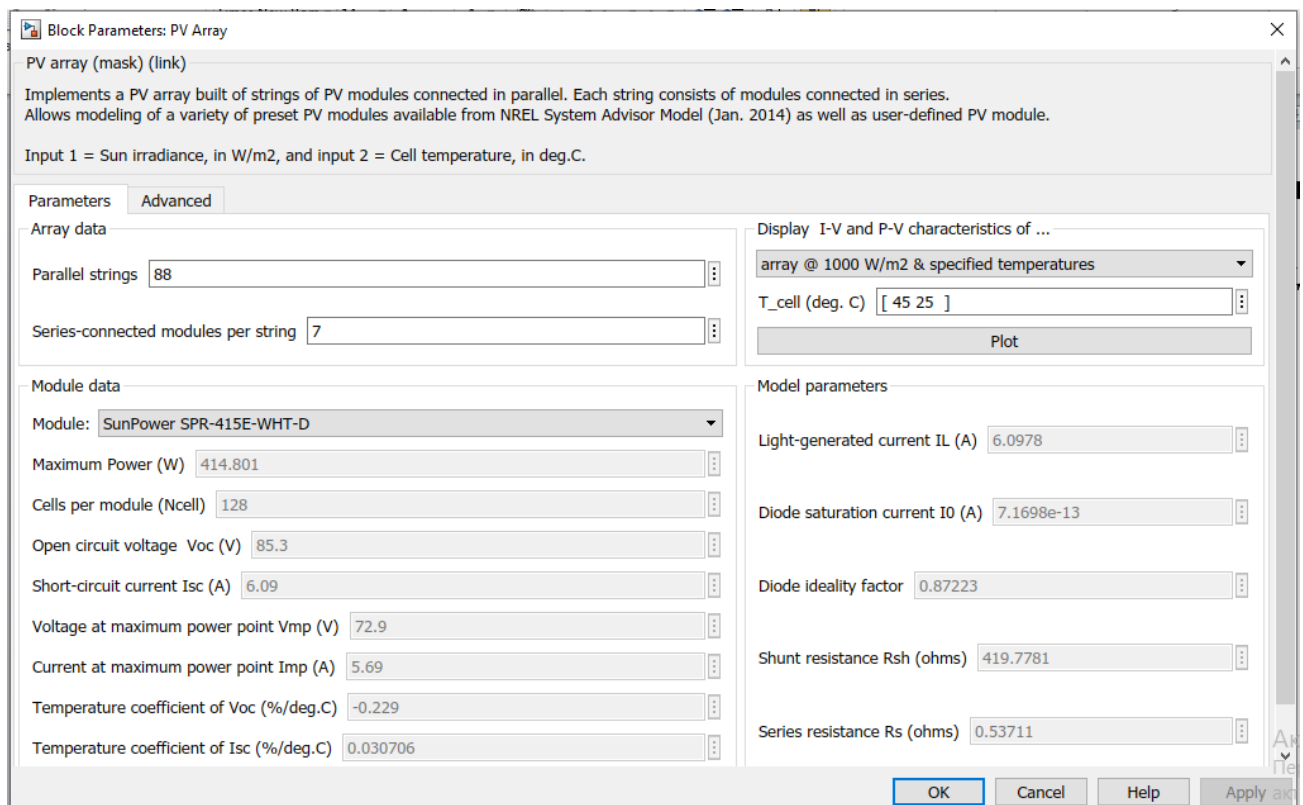 Block Parameters: PV Array
PV array (mask) (link)
Implements a PV array built of strings of PV modules connected in parallel. Each string consists of modules connected in series.
Allows modeling of a variety of preset PV modules available from NREL System Advisor Model (Jan. 2014) as well as user-defined PV module.
Input 1 = Sun irradiance, in W/m2, and input 2 = Cell temperature, in deg.C.
Parameters Advanced
Array data
Parallel strings 88
Series-connected modules per string 7
Display I-V and P-V characteristics of ...
array @ 1000 W/m2 & specified temperatures
T_cell (deg. C) [ 45 25 ]
Plot
Module data
Module: SunPower SPR-415E-WHT-D
Maximum Power (W) 414.801
Cells per module (Ncell) 128
Open circuit voltage Voc (V) 85.3
Short-circuit current Isc (A) 6.09
Voltage at maximum power point Vmp (V) 72.9
Current at maximum power point Imp (A) 5.69
Temperature coefficient of Voc (%/deg.C) -0.229
Temperature coefficient of Isc (%/deg.C) 0.030706
Model parameters
Light-generated current IL (A) 6.0978
Diode saturation current I0 (A) 7.1698e-13
Diode ideality factor 0.87223
Shunt resistance Rsh (ohms) 419.7781
Series resistance Rs (ohms) 0.53711
OK Cancel Help Apply